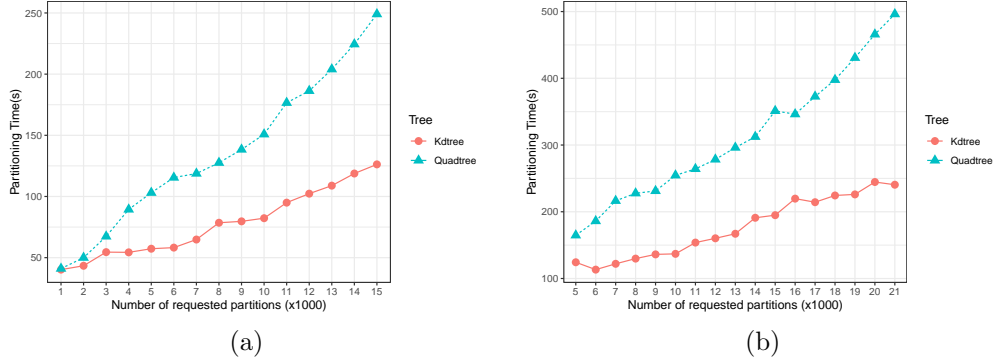 250
200
150
100
50
Partitioning Time(s)
1 2 3 4 5 6 7 8 9 10 11 12 13 14 15
Number of requested partitions (x1000)
Tree
Kdtree
Quadtree
(a)
500
400
300
200
100
Partitioning Time(s)
5 6 7 8 9 10 11 12 13 14 15 16 17 18 19 20 21
Number of requested partitions (x1000)
Tree
Kdtree
Quadtree
(b)